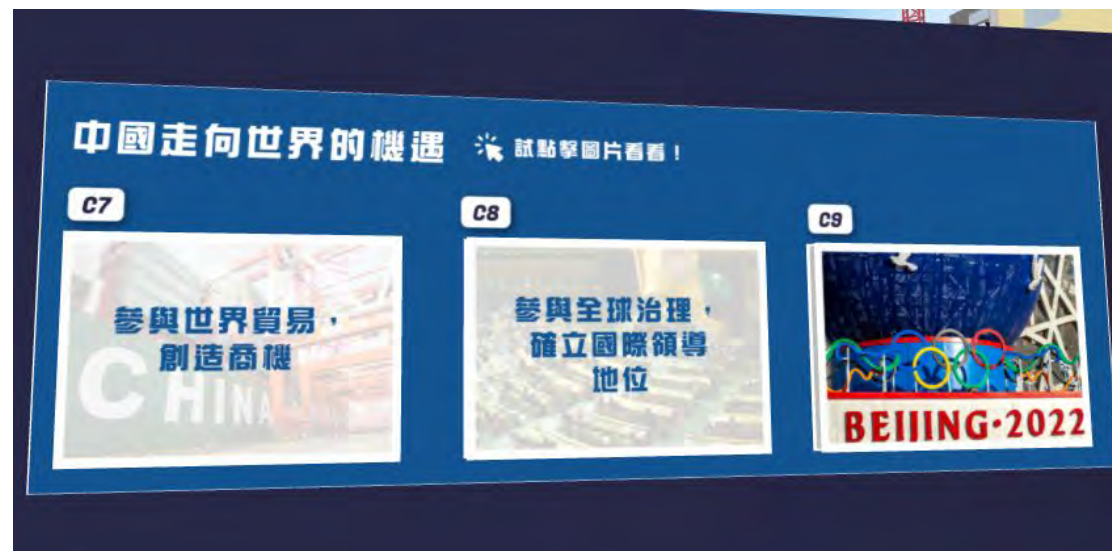 中國走向世界的機遇
試點擊圖片看看！
C7
參與世界貿易，
創造商機
CHINA
C8
參與全球治理，
確立國際領導
地位
C9
BEIJING·2022